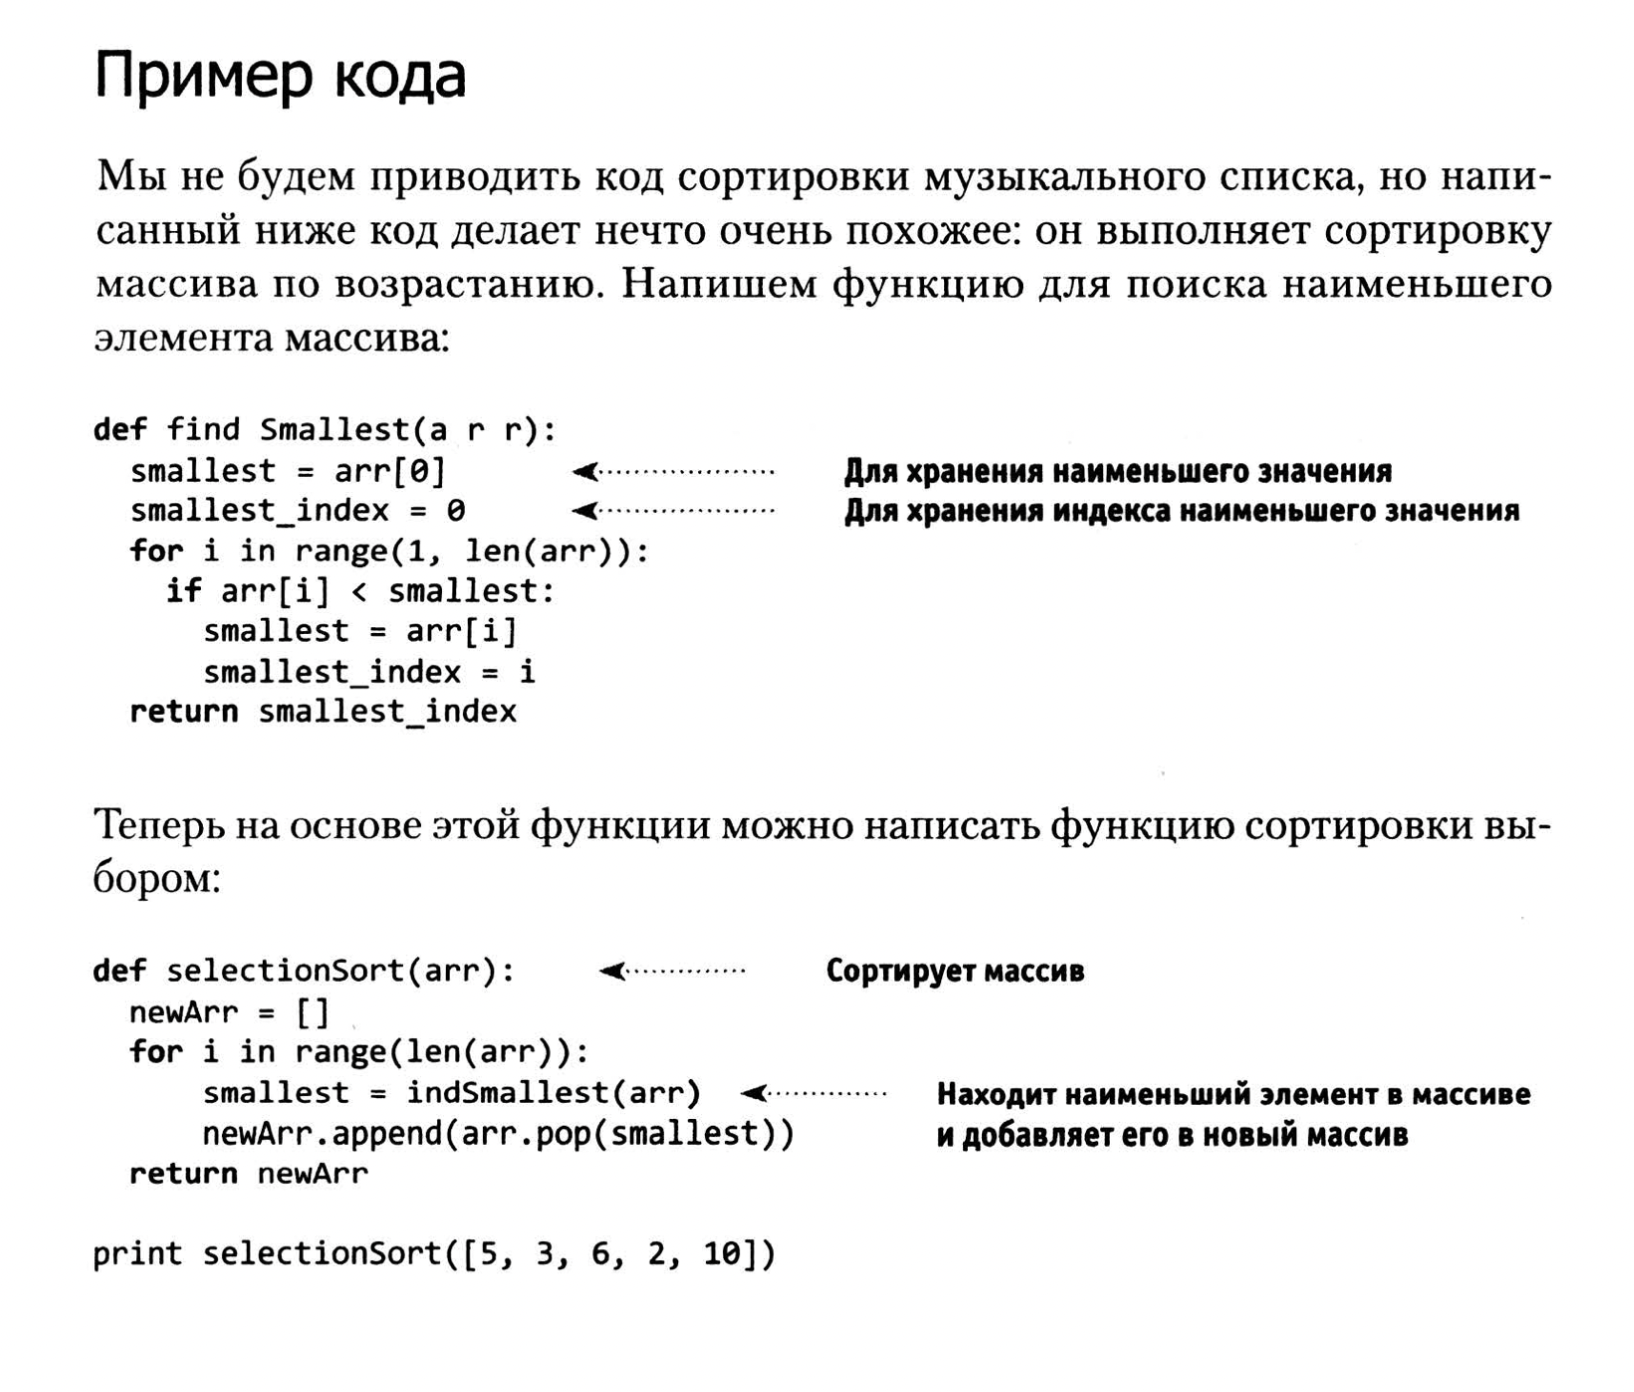 Пример кода
Мы не будем приводить код сортировки музыкального списка, но напи-
санный ниже код делает нечто очень похожее: он выполняет сортировку
массива по возрастанию. Напишем функцию для поиска наименьшего
элемента массива:
def find Smallest(a r r):
smallest = arr[0] Для хранения наименьшего значения
smallest_index = 0 Для хранения индекса наименьшего значения
for i in range(1, len(arr)):
if arr[i] < smallest:
smallest = arr[i]
smallest_index = i
return smallest_index
Теперь на основе этой функции можно написать функцию сортировки вы-
бором:
def selectionSort(arr): Сортирует массив
newArr = []
for i in range(len(arr)):
smallest = indSmallest(arr) Находит наименьший элемент в массиве
newArr.append(arr.pop(smallest)) и добавляет его в новый массив
return newArr
print selectionSort([5, 3, 6, 2, 10])